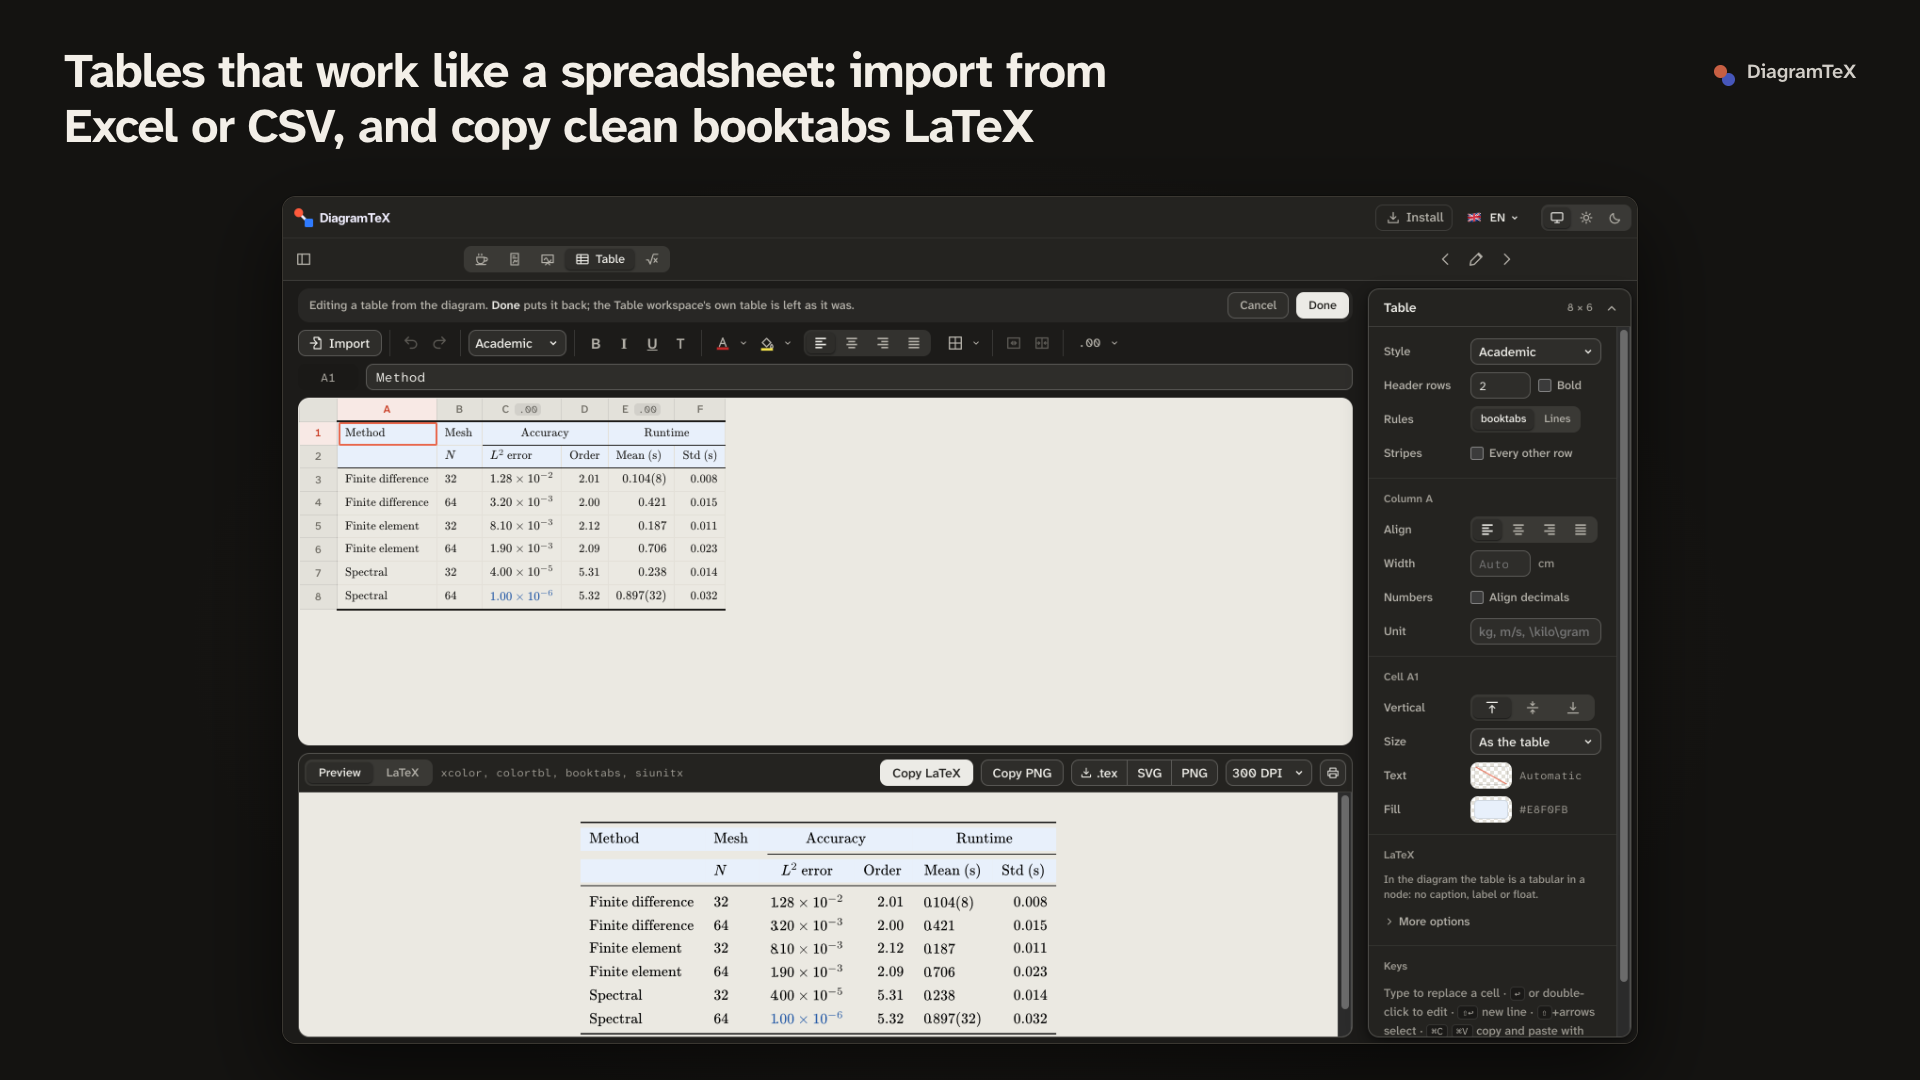 Tables that work like a spreadsheet: import from
Excel or CSV, and copy clean booktabs LaTeX
DiagramTeX
DiagramTeX
Install
EN
Table
Editing a table from the diagram. Done puts it back; the Table workspace's own table is left as it was.
Cancel
Done
Import
Academic
B I U T
A
.00
A1
Method
A B C .00 D E .00 F
1 Method Mesh Accuracy Runtime
2 N L² error Order Mean (s) Std (s)
3 Finite difference 32 1.28 × 10⁻² 2.01 0.104(8) 0.008
4 Finite difference 64 3.20 × 10⁻³ 2.00 0.421 0.015
5 Finite element 32 8.10 × 10⁻³ 2.12 0.187 0.011
6 Finite element 64 1.90 × 10⁻³ 2.09 0.706 0.023
7 Spectral 32 4.00 × 10⁻⁵ 5.31 0.238 0.014
8 Spectral 64 1.00 × 10⁻⁶ 5.32 0.897(32) 0.032
Preview LaTeX xcolor, colortbl, booktabs, siunitx
Copy LaTeX Copy PNG .tex SVG PNG 300 DPI
Method Mesh Accuracy Runtime
N L² error Order Mean (s) Std (s)
Finite difference 32 1.28 × 10⁻² 2.01 0.104(8) 0.008
Finite difference 64 3.20 × 10⁻³ 2.00 0.421 0.015
Finite element 32 8.10 × 10⁻³ 2.12 0.187 0.011
Finite element 64 1.90 × 10⁻³ 2.09 0.706 0.023
Spectral 32 4.00 × 10⁻⁵ 5.31 0.238 0.014
Spectral 64 1.00 × 10⁻⁶ 5.32 0.897(32) 0.032
Table 8 × 6
Style Academic
Header rows 2 Bold
Rules booktabs Lines
Stripes Every other row
Column A
Align
Width Auto cm
Numbers Align decimals
Unit kg, m/s, \kilo\gram
Cell A1
Vertical
Size As the table
Text Automatic
Fill #E8F0FB
LaTeX
In the diagram the table is a tabular in a
node: no caption, label or float.
More options
Keys
Type to replace a cell · ↵ or double-
click to edit · ⇧↵ new line · ⇧ +arrows
select · ⌘C ⌘V copy and paste with